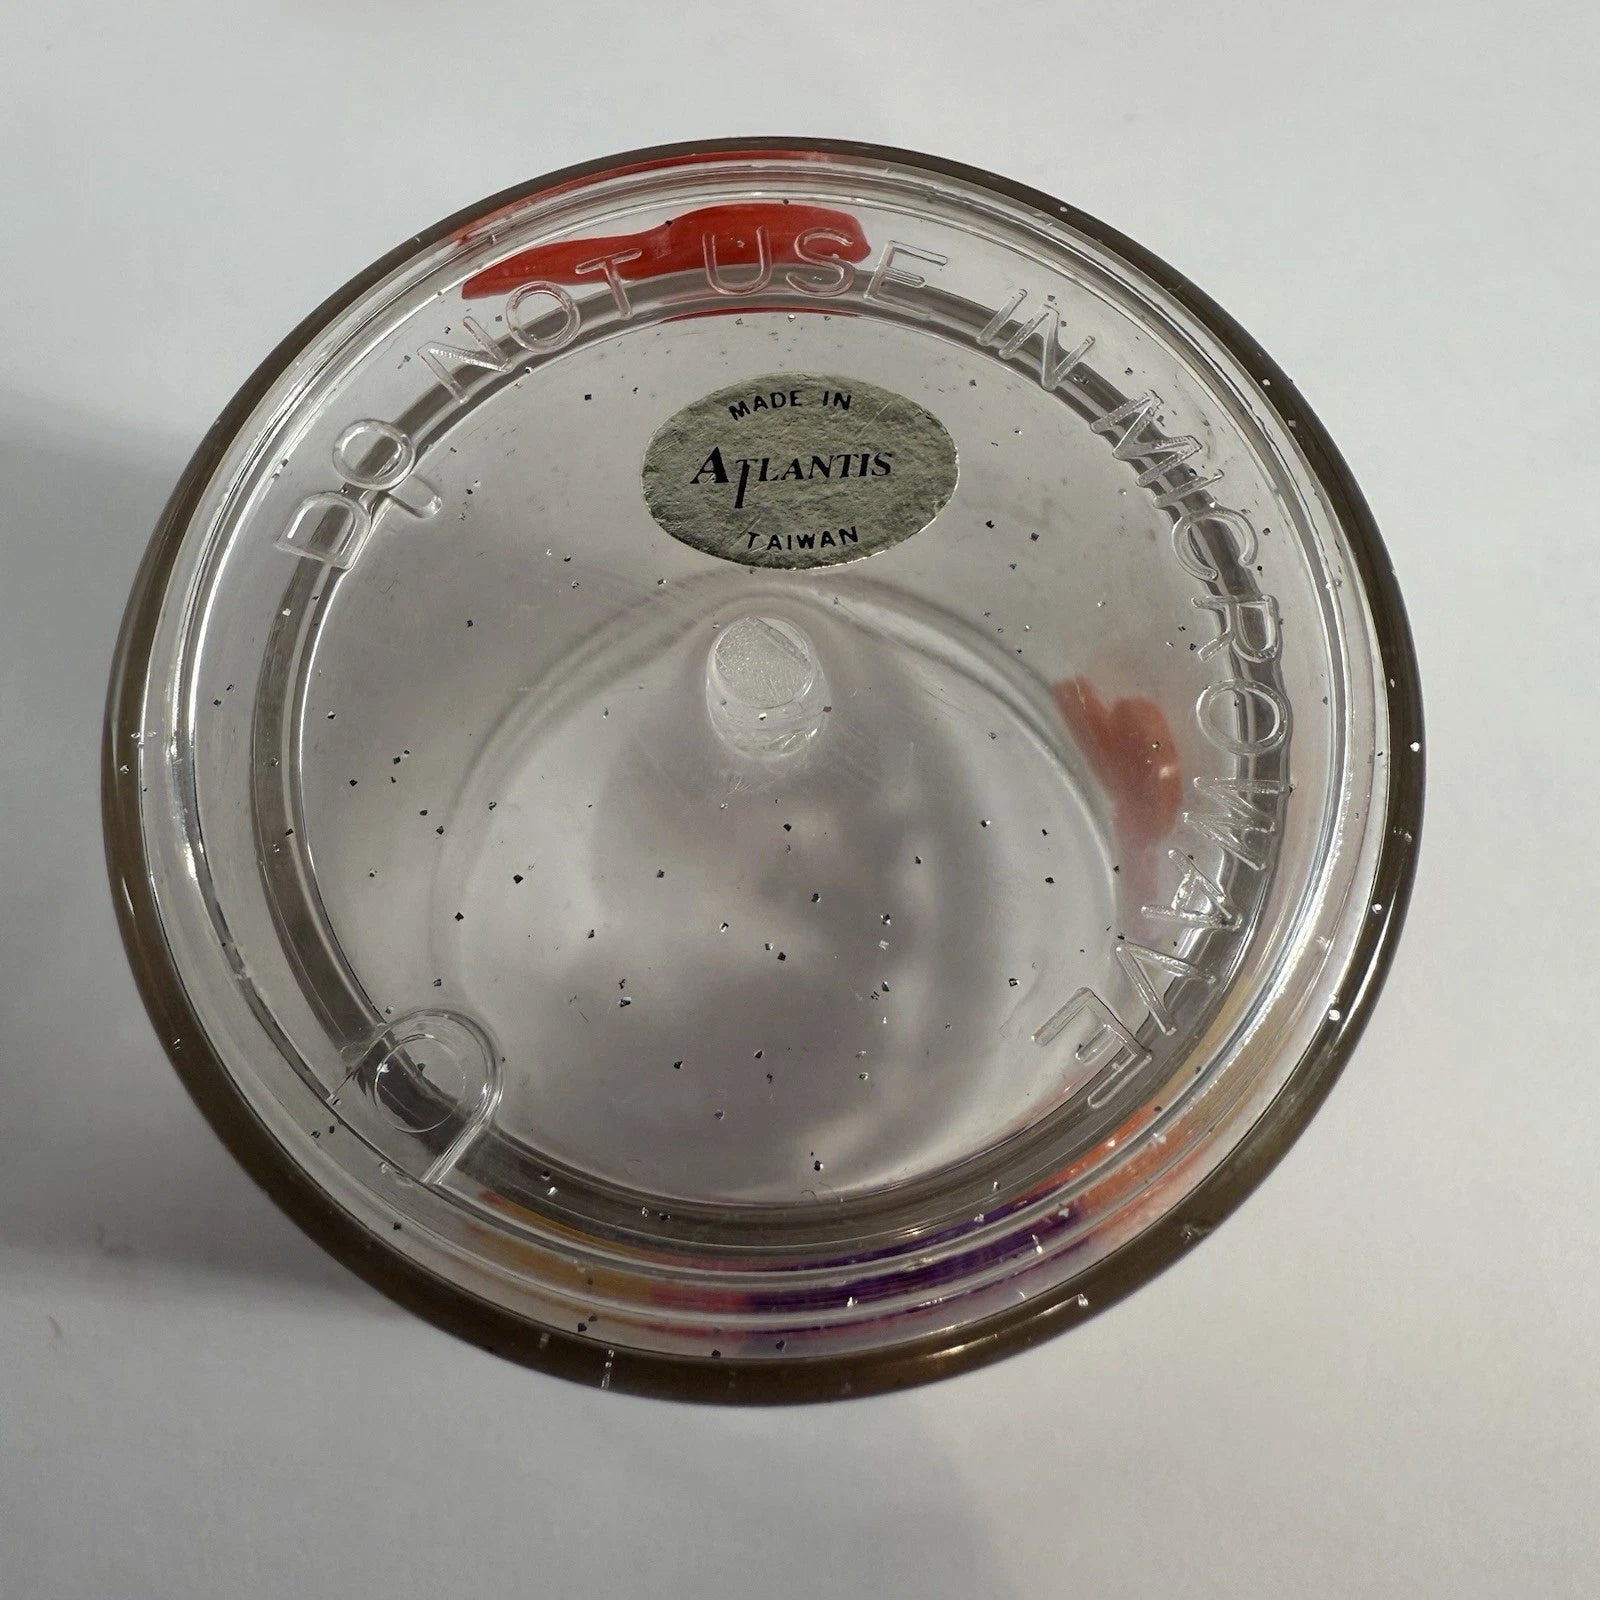 DO NOT USE IN MICROWAVE
MADE IN
ATLANTIS
TAIWAN